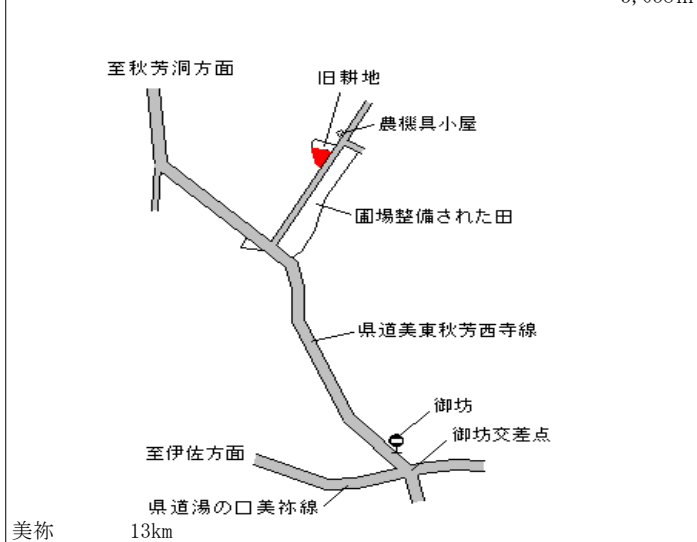 至秋芳洞方面
旧耕地
農機具小屋
圃場整備された田
県道美東秋芳西寺線
御坊
御坊交差点
至伊佐方面
県道湯の口美祢線
美祢 13km